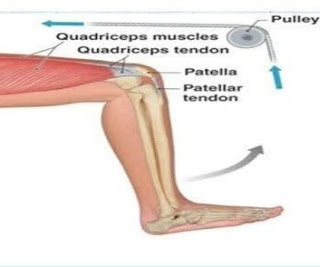 Pulley
Quadriceps muscles
Quadriceps tendon
Patella
Patellar
tendon